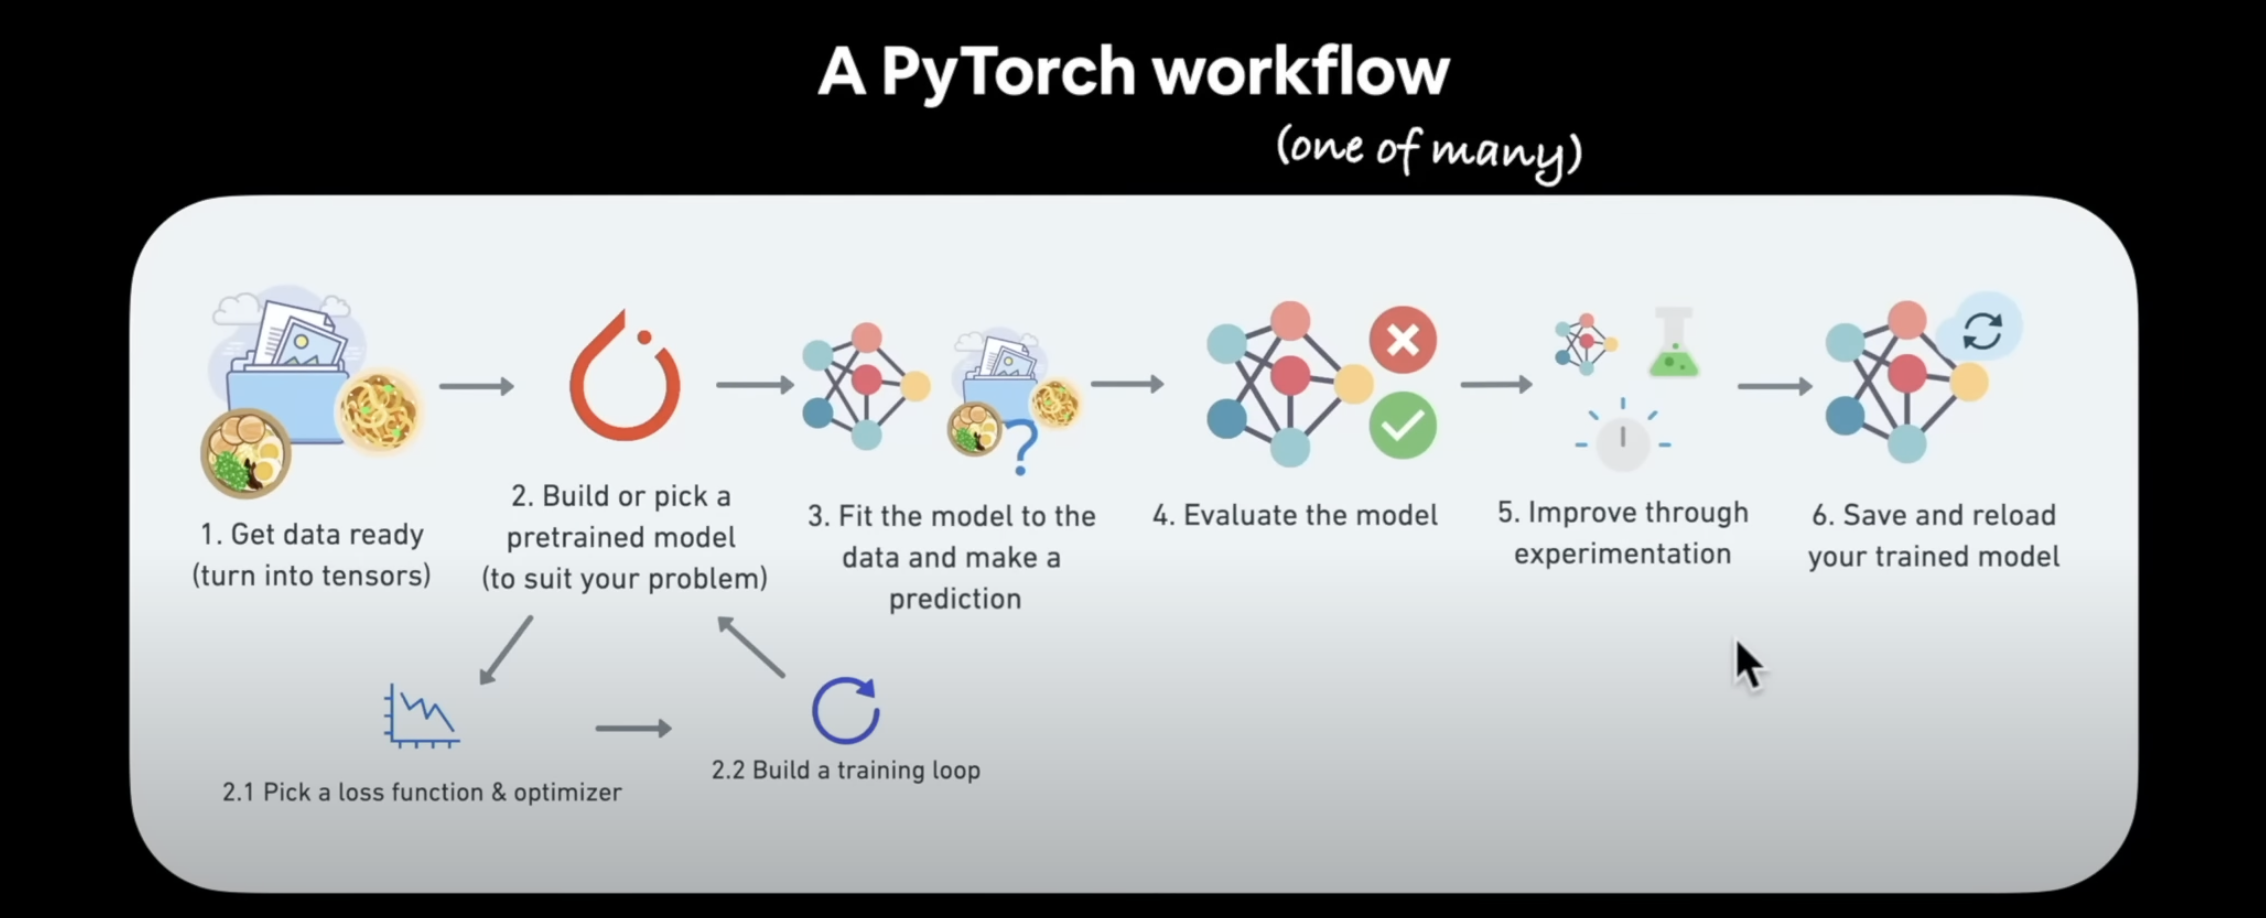 A PyTorch workflow
(one of many)
1. Get data ready
(turn into tensors)
2. Build or pick a
pretrained model
(to suit your problem)
3. Fit the model to the
data and make a
prediction
4. Evaluate the model
5. Improve through
experimentation
6. Save and reload
your trained model
2.1 Pick a loss function & optimizer
2.2 Build a training loop